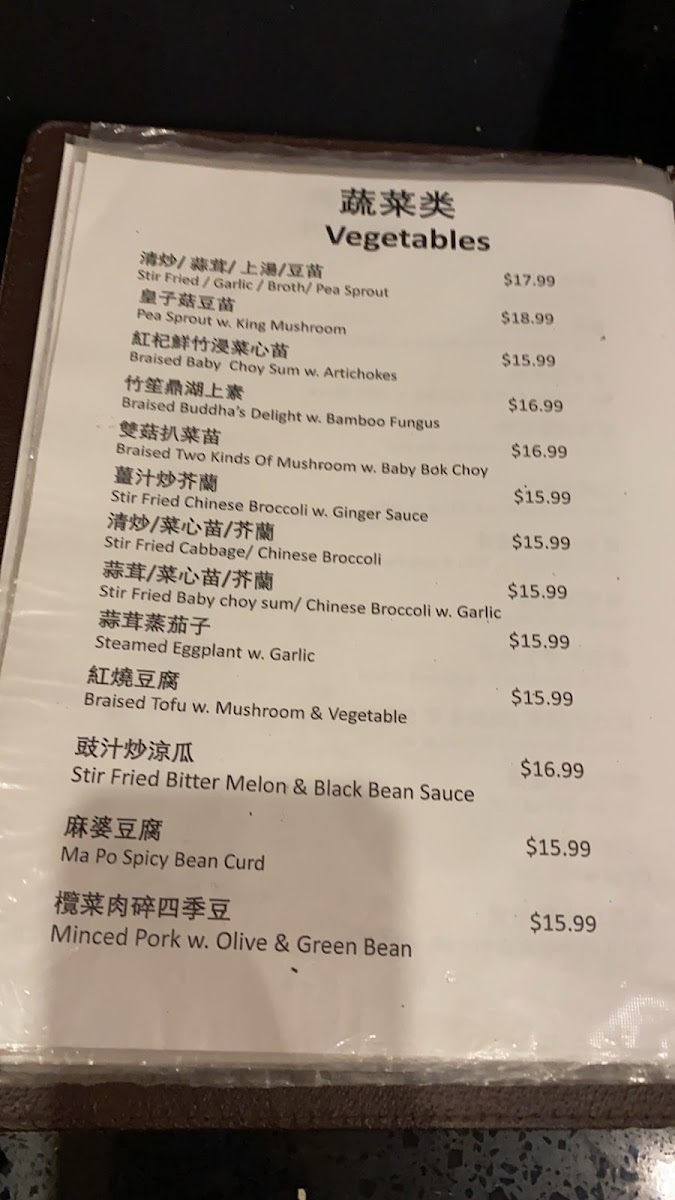 蔬菜类
Vegetables
清炒/ 蒜茸/ 上湯/豆苗
Stir Fried / Garlic / Broth/ Pea Sprout
$17.99
皇子菇豆苗
Pea Sprout w. King Mushroom
$18.99
紅杞鮮竹浸菜心苗
Braised Baby Choy Sum w. Artichokes
$15.99
竹笙鼎湖上素
Braised Buddha's Delight w. Bamboo Fungus
$16.99
雙菇扒菜苗
Braised Two Kinds Of Mushroom w. Baby Bok Choy
$16.99
薑汁炒芥蘭
Stir Fried Chinese Broccoli w. Ginger Sauce
$15.99
清炒/菜心苗/芥蘭
Stir Fried Cabbage/ Chinese Broccoli
$15.99
蒜茸/菜心苗/芥蘭
Stir Fried Baby choy sum/ Chinese Broccoli w. Garlic
$15.99
蒜茸蒸茄子
Steamed Eggplant w. Garlic
$15.99
紅燒豆腐
Braised Tofu w. Mushroom & Vegetable
$15.99
豉汁炒涼瓜
Stir Fried Bitter Melon & Black Bean Sauce
$16.99
麻婆豆腐
Ma Po Spicy Bean Curd
$15.99
欖菜肉碎四季豆
Minced Pork w. Olive & Green Bean
$15.99